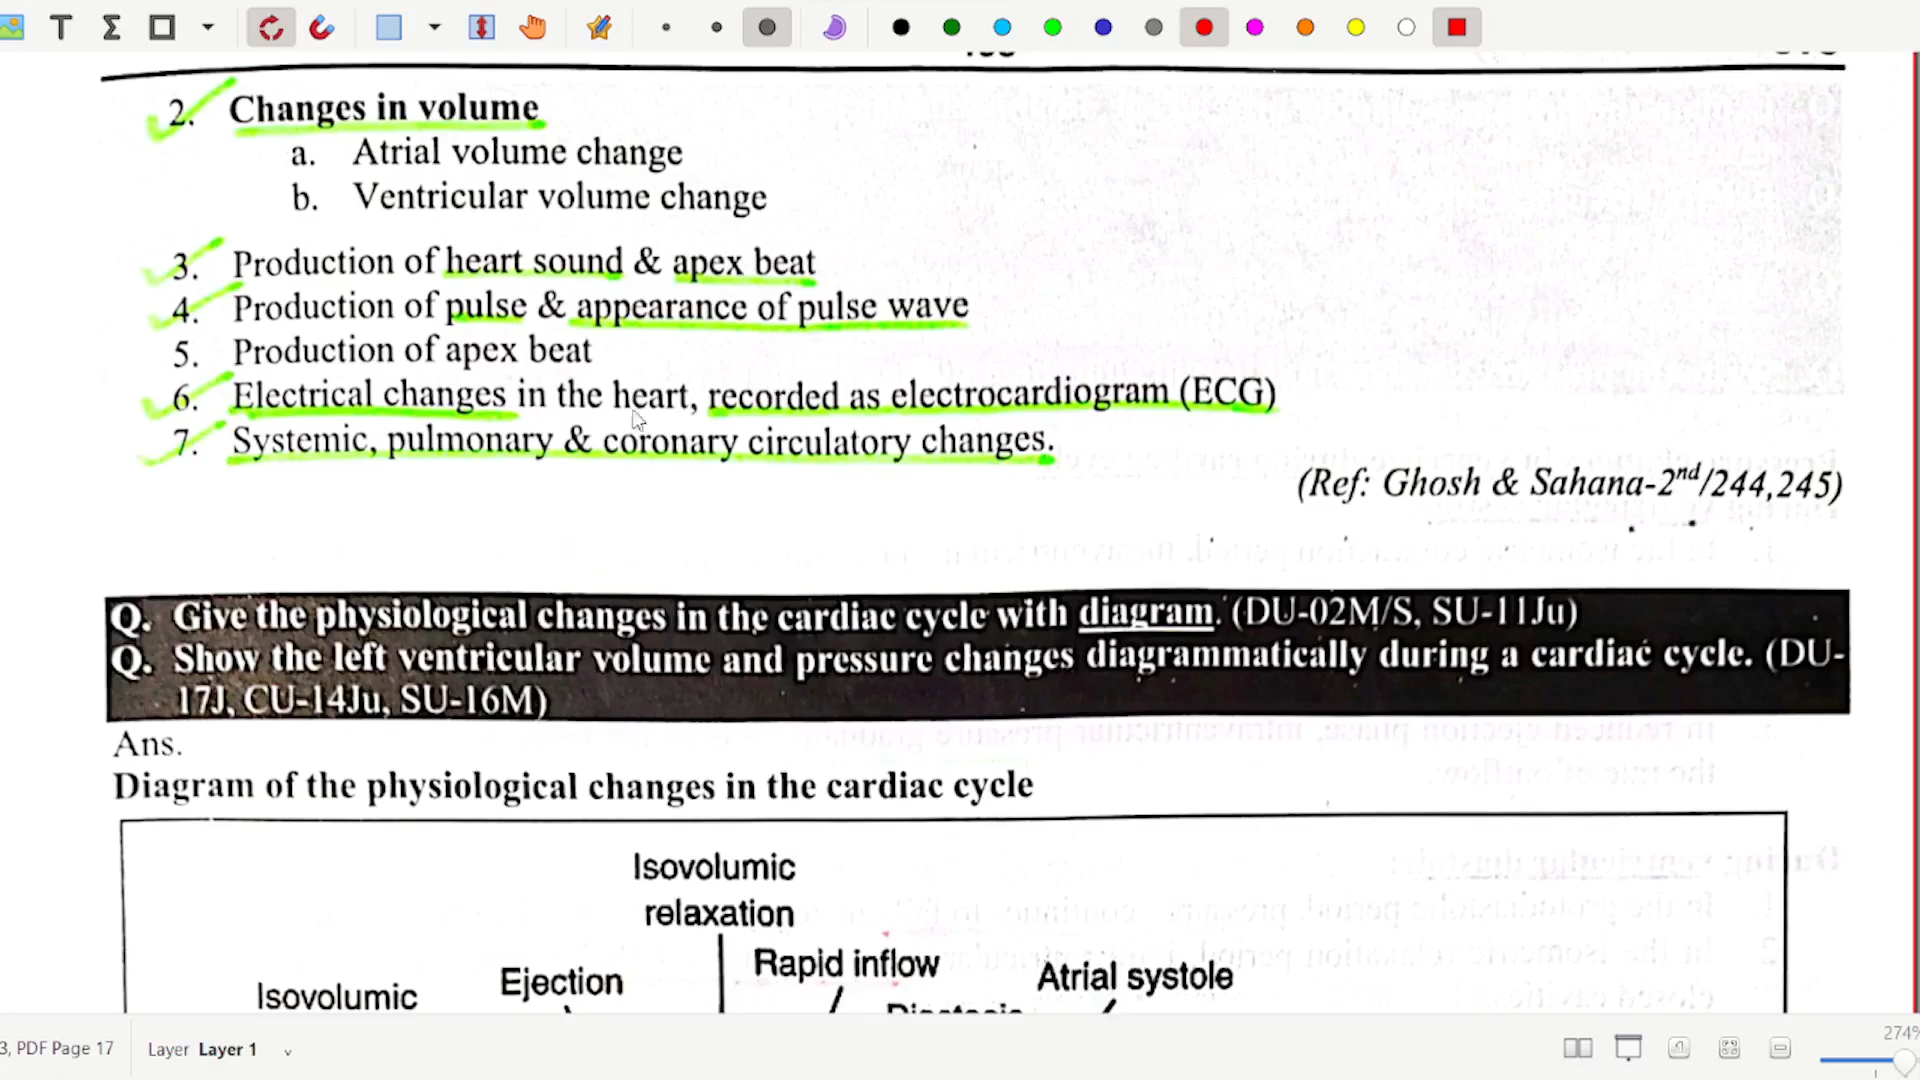 2. Changes in volume
a. Atrial volume change
b. Ventricular volume change
3. Production of heart sound & apex beat
4. Production of pulse & appearance of pulse wave
5. Production of apex beat
6. Electrical changes in the heart, recorded as electrocardiogram (ECG)
7. Systemic, pulmonary & coronary circulatory changes.
(Ref: Ghosh & Sahana-2nd/244,245)
Q. Give the physiological changes in the cardiac cycle with diagram. (DU-02M/S, SU-11Ju)
Q. Show the left ventricular volume and pressure changes diagrammatically during a cardiac cycle. (DU-
17J, CU-14Ju, SU-16M)
Ans.
Diagram of the physiological changes in the cardiac cycle
Isovolumic
relaxation
Rapid inflow
Ejection
Atrial systole
Isovolumic
3, PDF Page 17
Layer Layer 1
274%